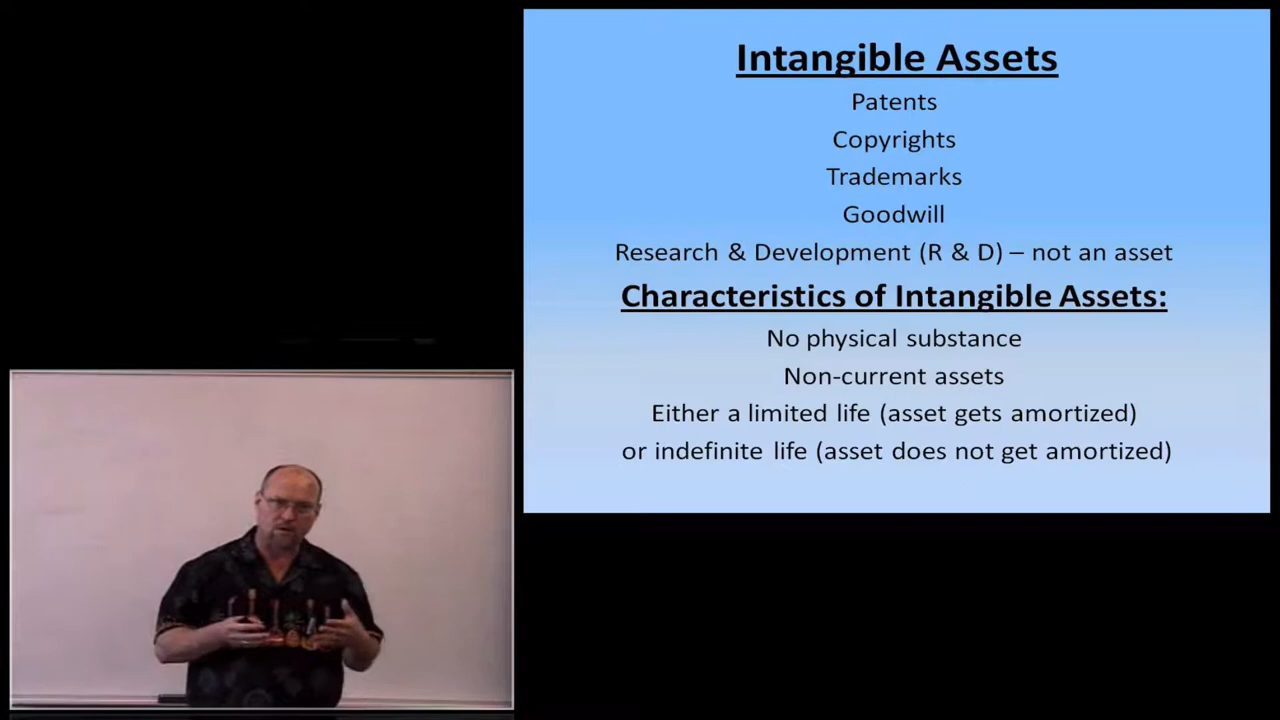 Intangible Assets
Patents
Copyrights
Trademarks
Goodwill
Research & Development (R & D) – not an asset
Characteristics of Intangible Assets:
No physical substance
Non-current assets
Either a limited life (asset gets amortized)
or indefinite life (asset does not get amortized)